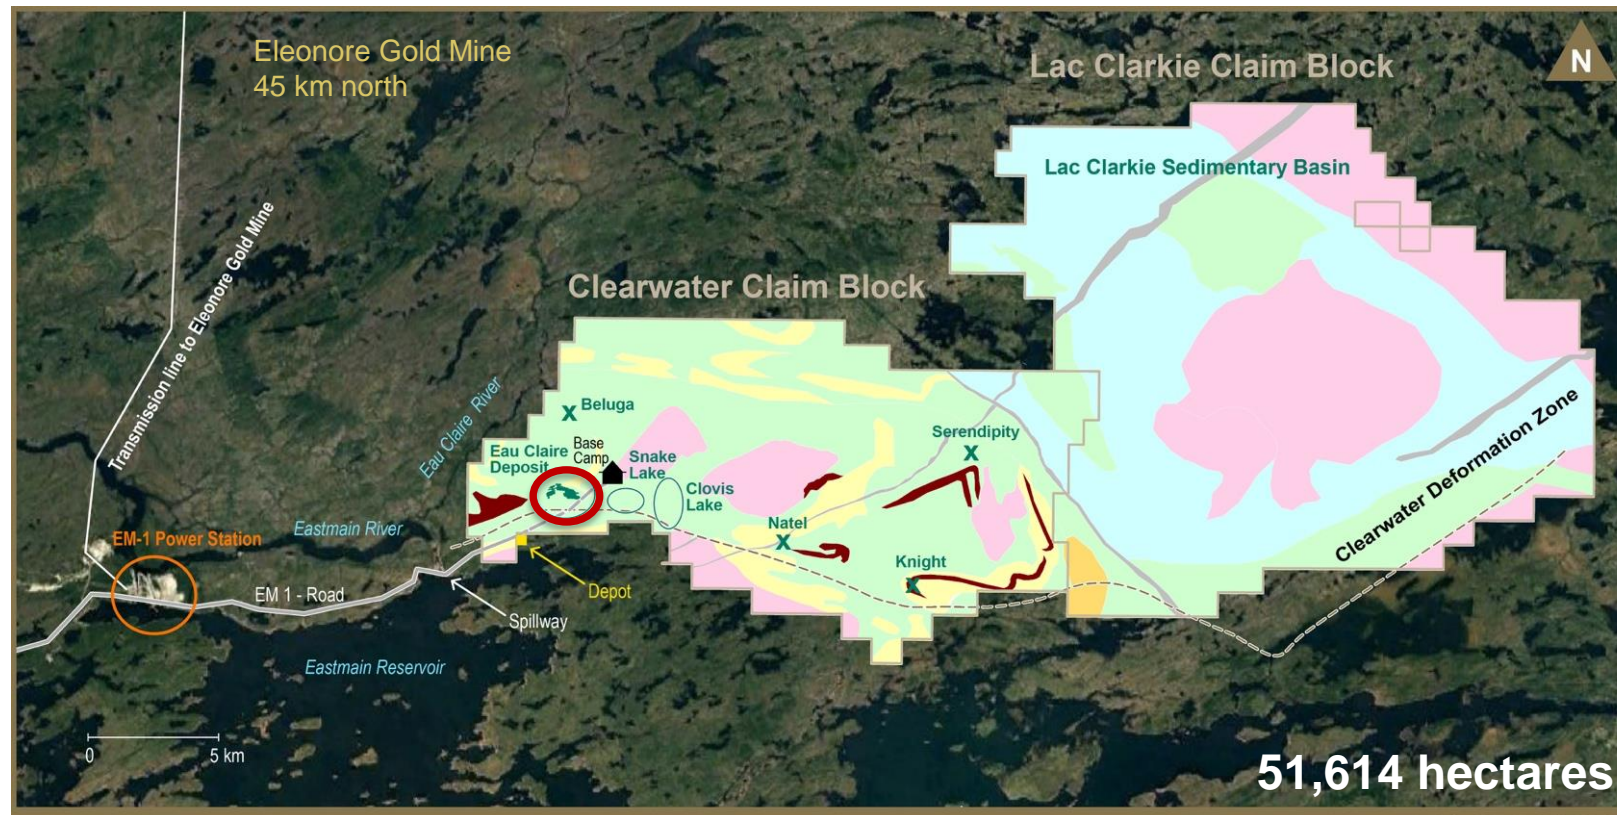 Eleonore Gold Mine
45 km north
Lac Clarkie Claim Block
N
Lac Clarkie Sedimentary Basin
Transmission line to Eleonore Gold Mine
Clearwater Claim Block
Eau Claire River
Beluga
Eau Claire
Deposit
Base
Camp
Snake
Lake
Clovis
Lake
Serendipity
Natel
Knight
Clearwater Deformation Zone
Eastmain River
EM-1 Power Station
EM 1 - Road
Depot
Spillway
Eastmain Reservoir
0
5 km
51,614 hectares